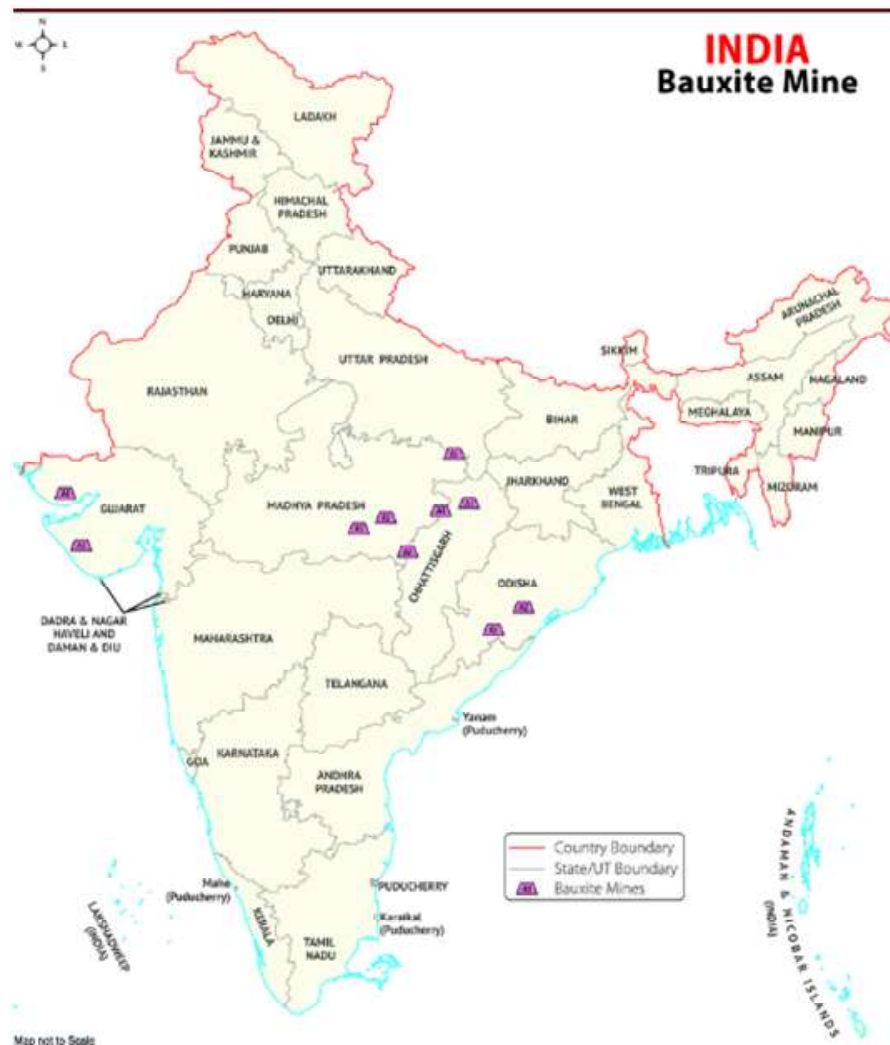 N
W
E
S
INDIA
Bauxite Mine
LADAKH
JAMMU &
KASHMIR
HIMACHAL
PRADESH
PUNJAB
UTTARAKHAND
HARYANA
DELHI
ARUNACHAL
PRADESH
SIKKIM
UTTAR PRADESH
ASSAM
NAGALAND
RAJASTHAN
MEGHALAYA
BIHAR
MANIPUR
TRIPURA
JHARKHAND
MIZORAM
WEST
BENGAL
GUJARAT
MADHYA PRADESH
CHHATTISGARH
ODISHA
DADRA & NAGAR
HAVELI AND
DAMAN & DIU
MAHARASHTRA
TELANGANA
Yanam
(Puducherry)
GOA
KARNATAKA
ANDHRA
PRADESH
Country Boundary
State/UT Boundary
Bauxite Mines
Mahe
(Puducherry)
PUDUCHERRY
Karaikal
(Puducherry)
KERALA
TAMIL
NADU
LAKSHADWEEP
(INDIA)
ANDAMAN & NICOBAR ISLANDS
(INDIA)
Map not to Scale